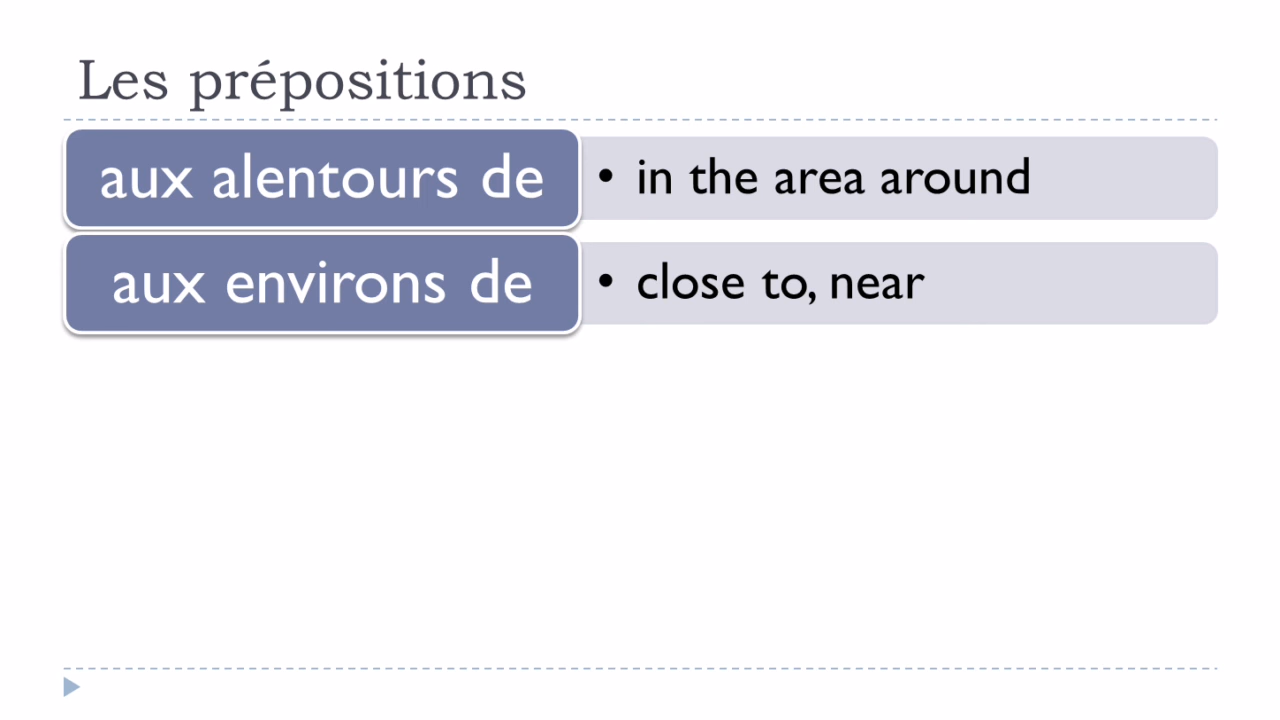 Les prépositions
aux alentours de
• in the area around
aux environs de
• close to, near